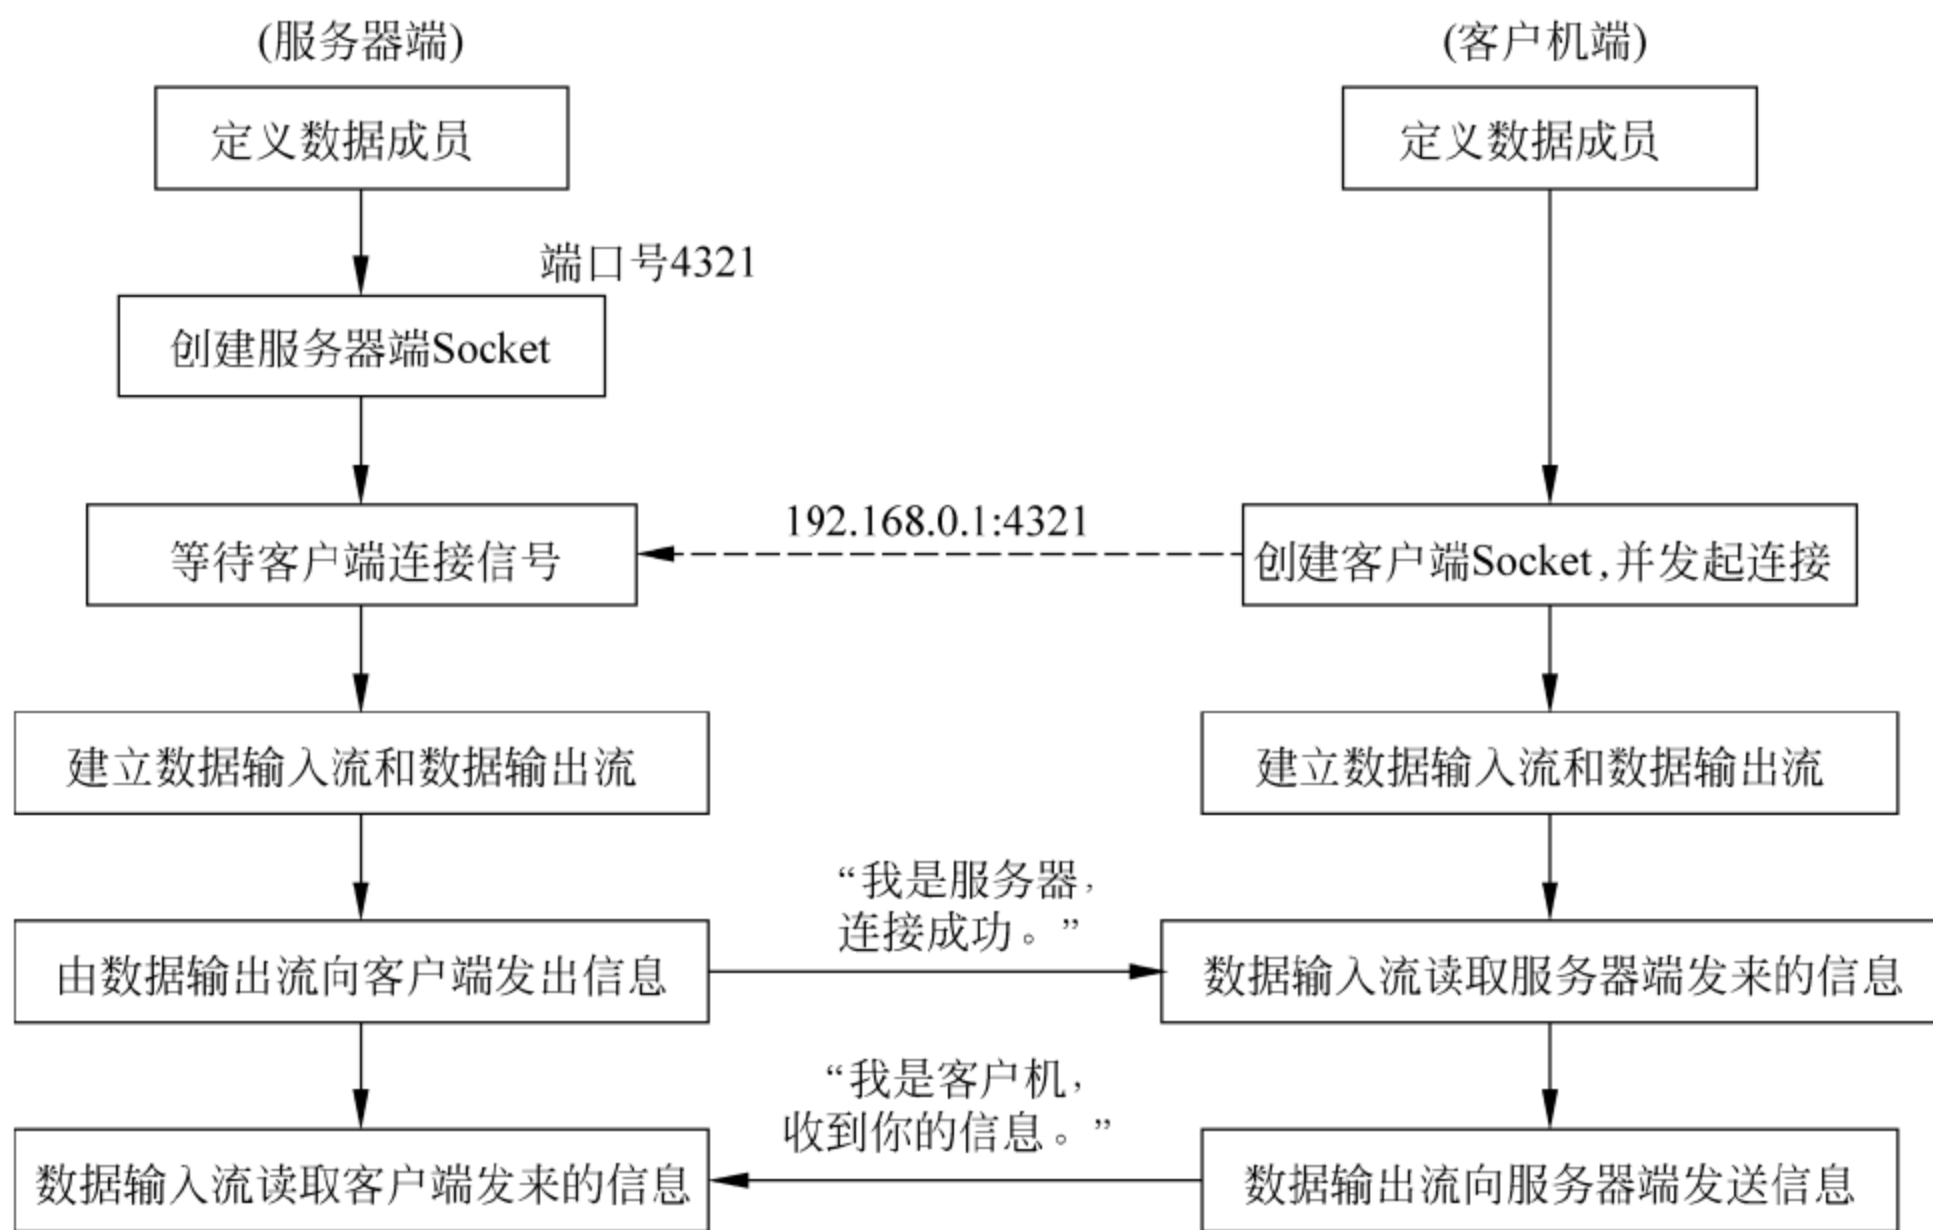 (服务器端)
(客户机端)
定义数据成员
定义数据成员
端口号4321
创建服务器端Socket
192.168.0.1:4321
等待客户端连接信号
创建客户端Socket,并发起连接
建立数据输入流和数据输出流
建立数据输入流和数据输出流
“我是服务器,
连接成功。”
由数据输出流向客户端发出信息
数据输入流读取服务器端发来的信息
“我是客户机,
收到你的信息。”
数据输入流读取客户端发来的信息
数据输出流向服务器端发送信息